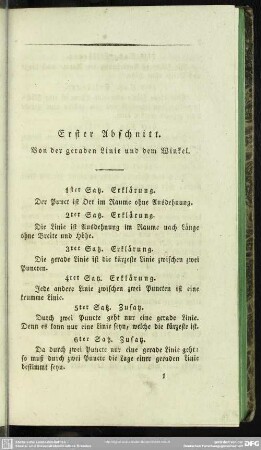 Erster Abschnitt.
Von der geraden Linie und dem Winkel.
1ster Satz. Erklärung.
Der Punct ist Ort im Raume ohne Ausdehnung.
2ter Satz. Erklärung.
Die Linie ist Ausdehnung im Raume nach Länge
ohne Breite und Höhe.
3ter Satz. Erklärung.
Die gerade Linie ist die kürzeste Linie zwischen zwei
Puncten.
4ter Satz. Erklärung.
Jede andere Linie zwischen zwei Puncten ist eine
krumme Linie.
5ter Satz. Zusatz.
Durch zwei Puncte geht nur eine gerade Linie.
Denn es kann nur eine Linie seyn, welche die kürzeste ist.
6ter Satz. Zusatz.
Da durch zwei Puncte nur eine gerade Linie geht:
so muß durch zwei Puncte die Lage einer geraden Linie
bestimmt seyn.
1